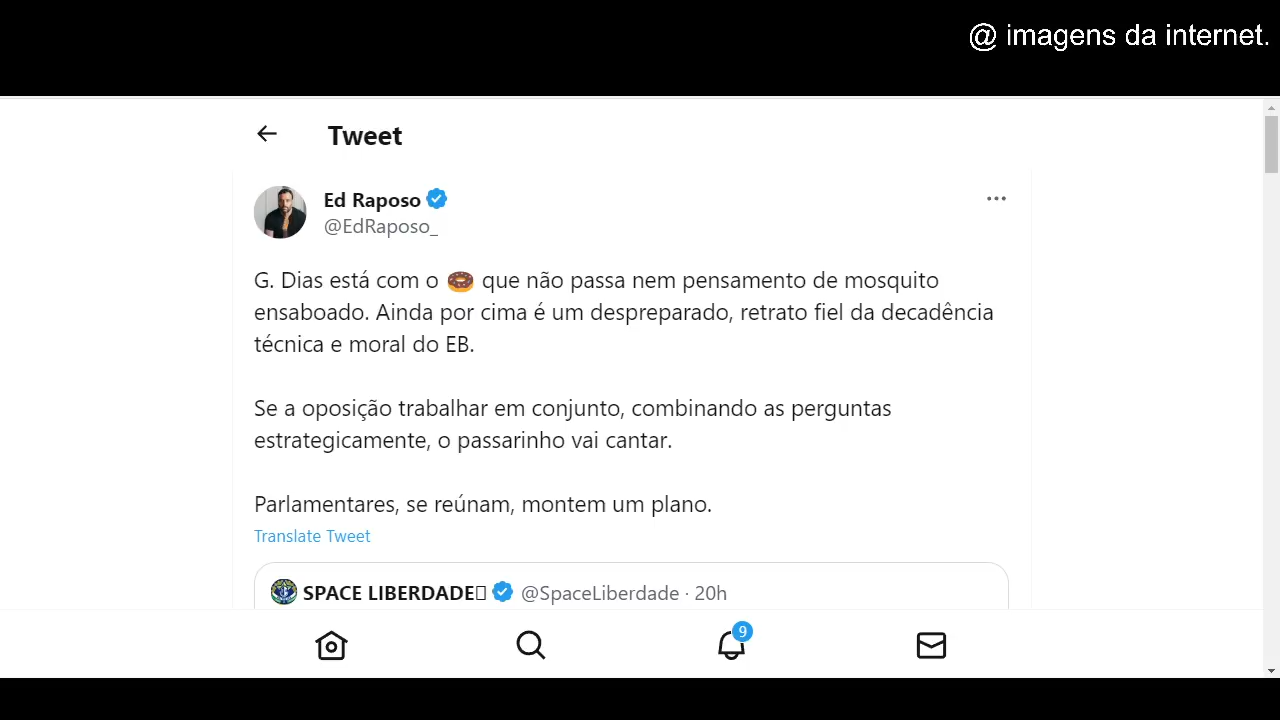 @ imagens da internet.
Tweet
Ed Raposo
@EdRaposo_
G. Dias está com o 🍩 que não passa nem pensamento de mosquito
ensaboado. Ainda por cima é um despreparado, retrato fiel da decadência
técnica e moral do EB.
Se a oposição trabalhar em conjunto, combinando as perguntas
estrategicamente, o passarinho vai cantar.
Parlamentares, se reúnam, montem um plano.
Translate Tweet
SPACE LIBERDADE @SpaceLiberdade · 20h
9